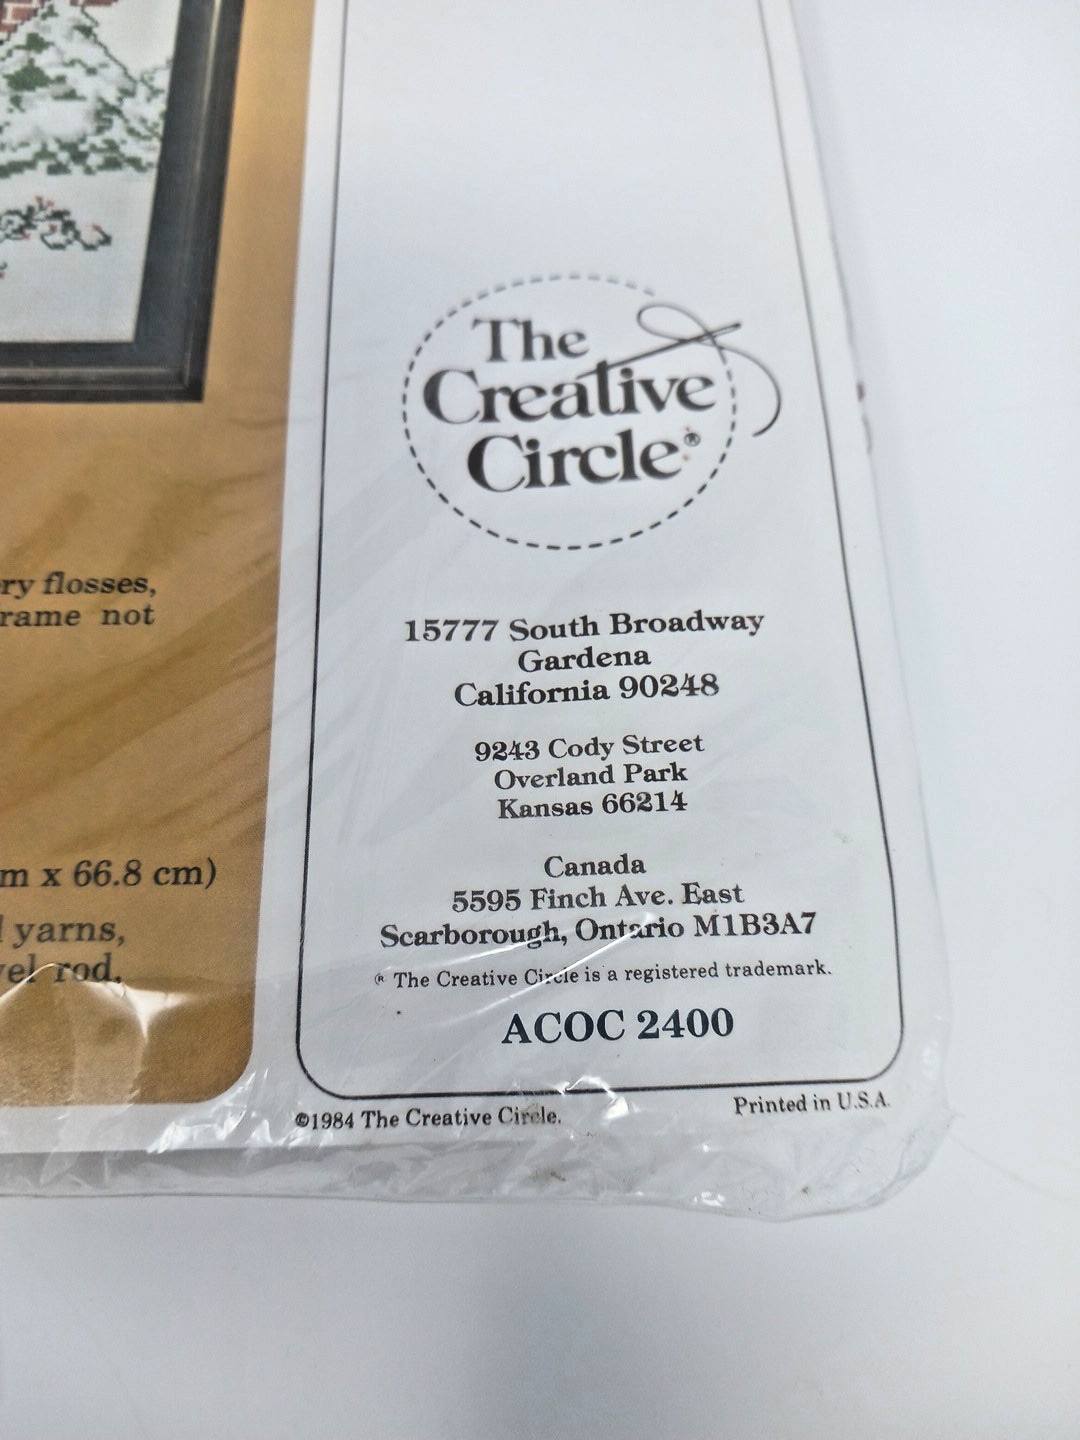 ry flosses,
rame not
m x 66.8 cm)
l yarns,
vel rod.
The
Creative
Circle®
15777 South Broadway
Gardena
California 90248
9243 Cody Street
Overland Park
Kansas 66214
Canada
5595 Finch Ave. East
Scarborough, Ontario M1B3A7
® The Creative Circle is a registered trademark.
ACOC 2400
©1984 The Creative Circle.
Printed in U.S.A.